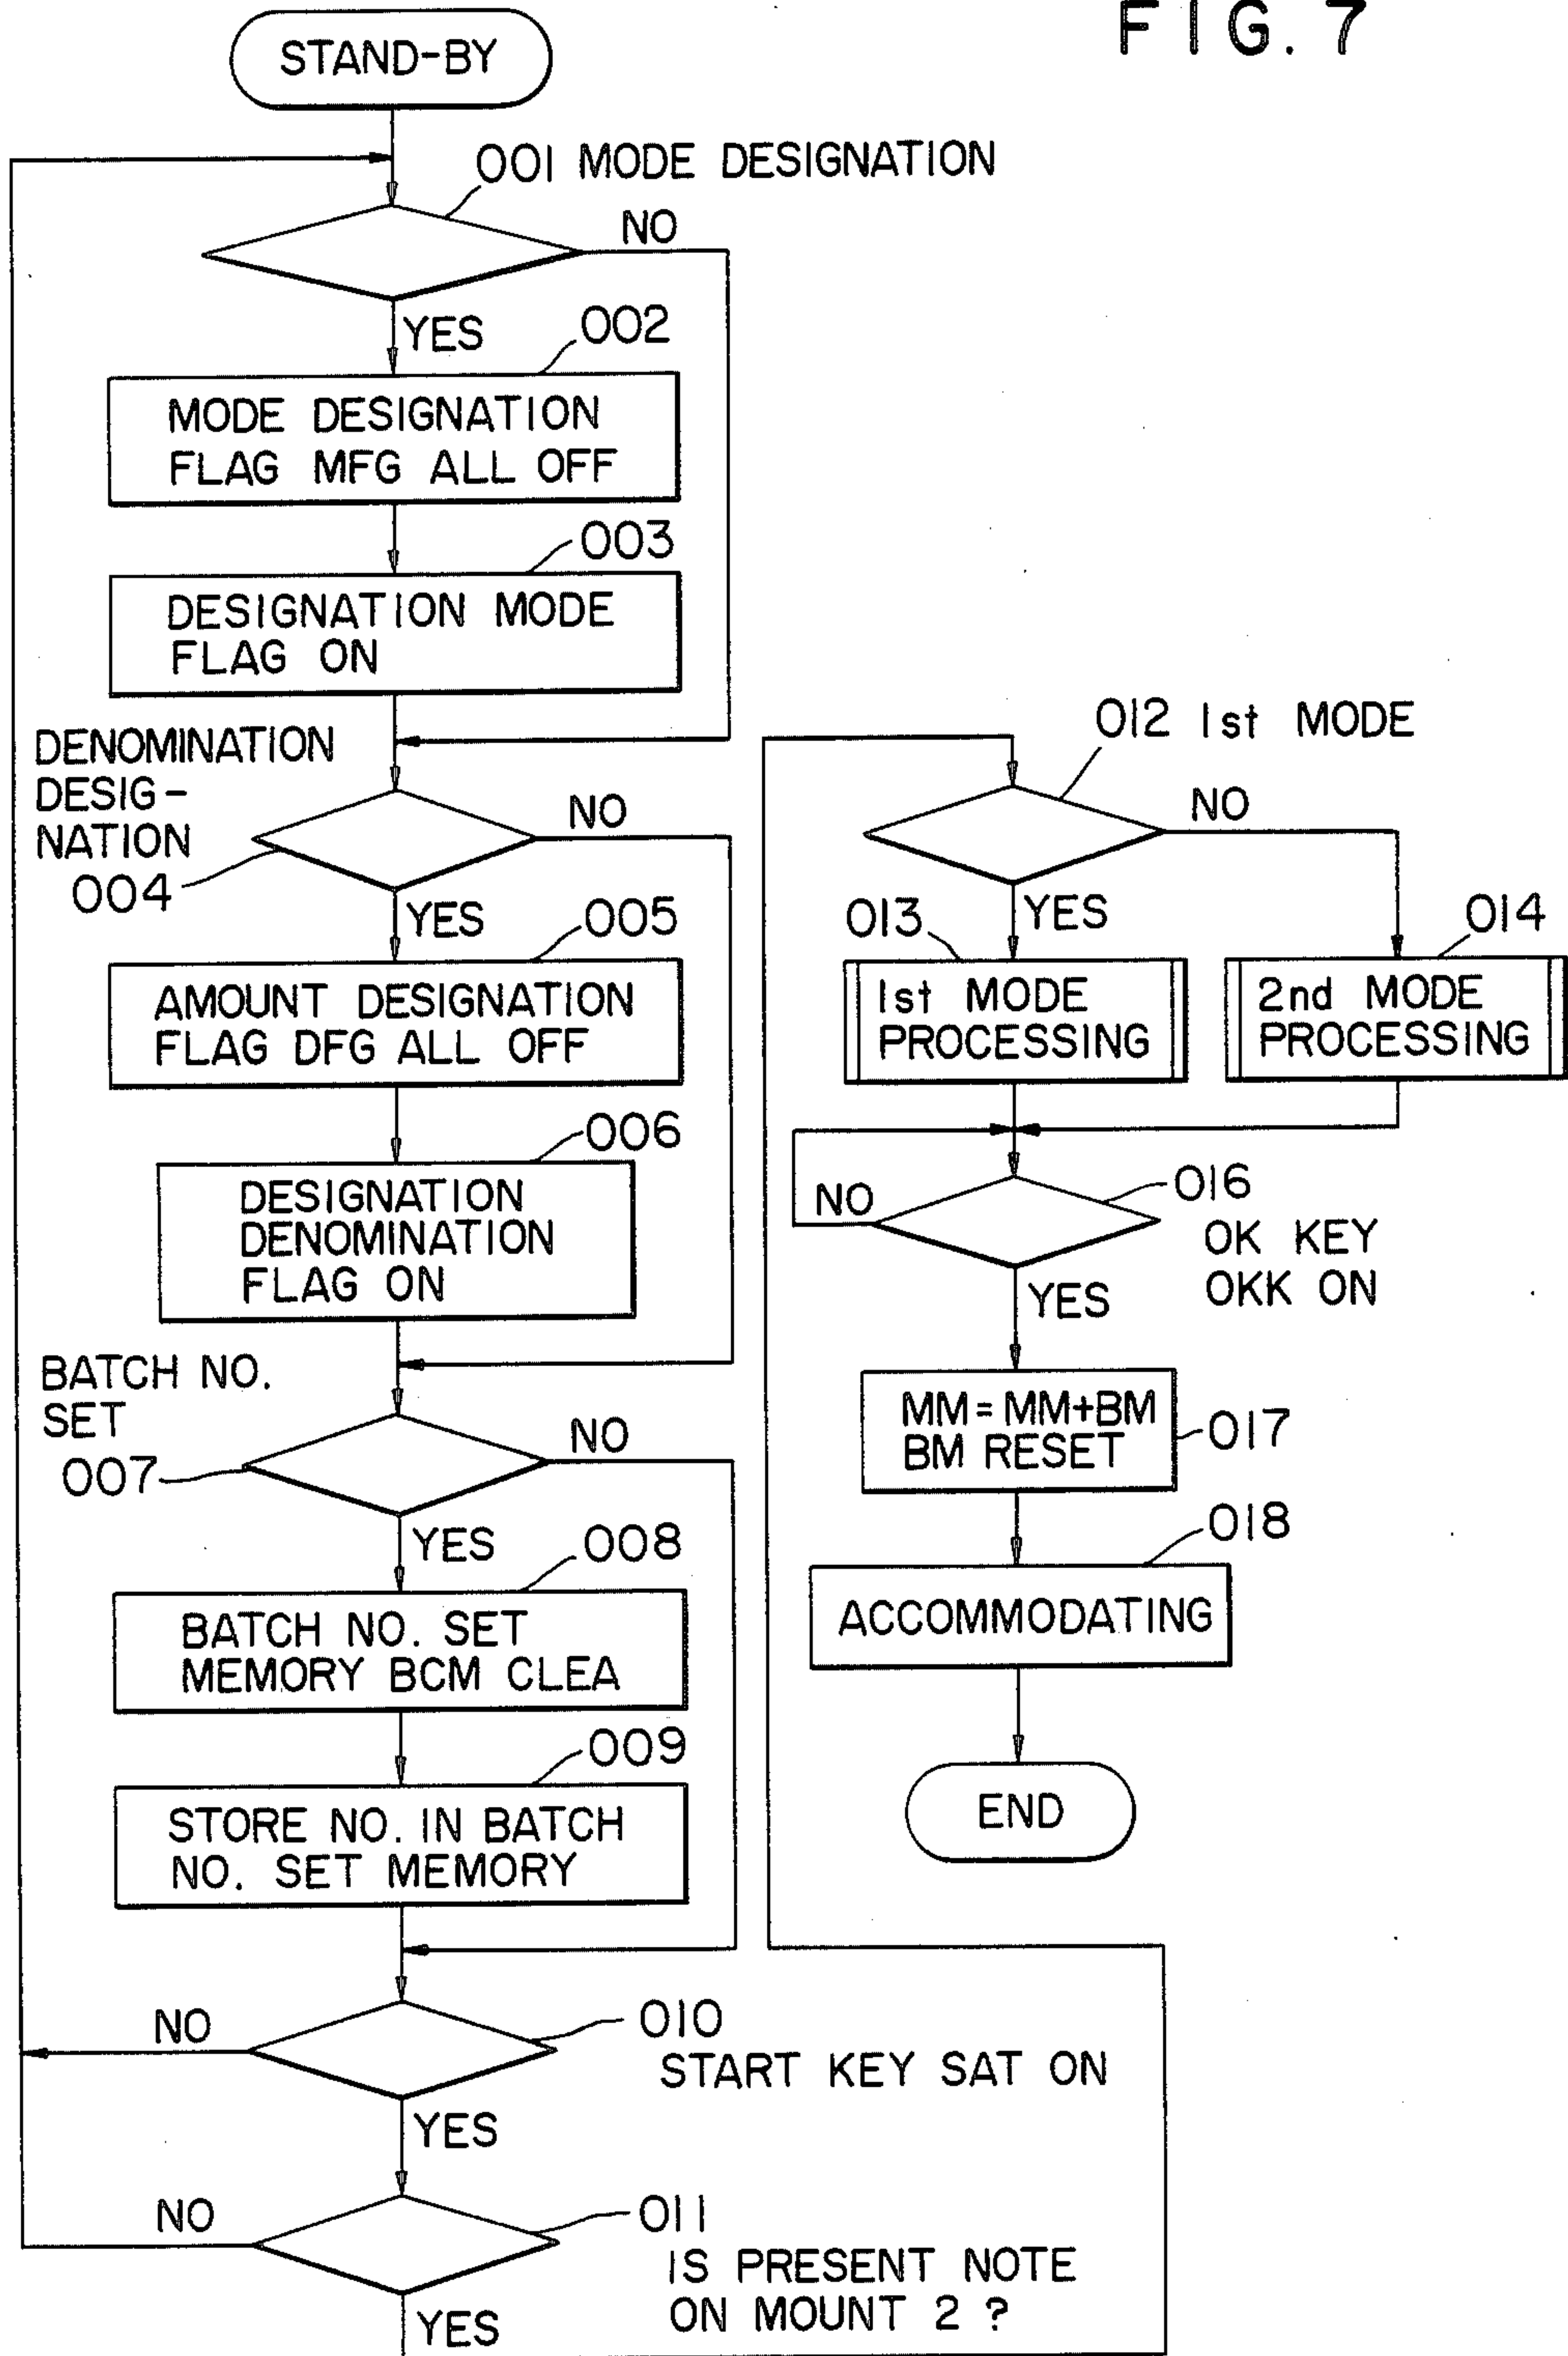 FIG. 7
STAND-BY
001 MODE DESIGNATION
NO
YES
002
MODE DESIGNATION
FLAG MFG ALL OFF
003
DESIGNATION MODE
FLAG ON
DENOMINATION
DESIG-
NATION
004
NO
YES
005
AMOUNT DESIGNATION
FLAG DFG ALL OFF
006
DESIGNATION
DENOMINATION
FLAG ON
BATCH NO.
SET
007
NO
YES
008
BATCH NO. SET
MEMORY BCM CLEA
009
STORE NO. IN BATCH
NO. SET MEMORY
NO
010
START KEY SAT ON
YES
NO
011
IS PRESENT NOTE
ON MOUNT 2 ?
YES
012 1st MODE
NO
YES
013
1st MODE
PROCESSING
014
2nd MODE
PROCESSING
NO
016
OK KEY
OKK ON
YES
MM=MM+BM
BM RESET
017
018
ACCOMMODATING
END